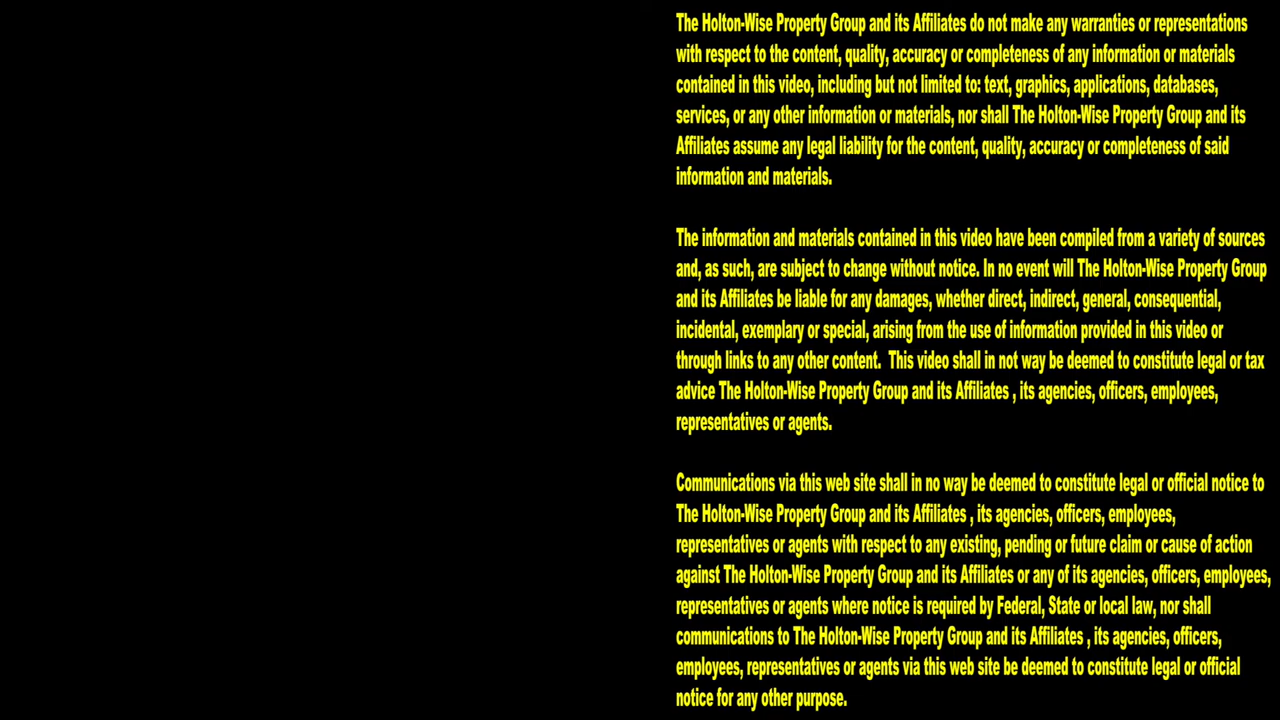 The Holton-Wise Property Group and its Affiliates do not make any warranties or representations
with respect to the content, quality, accuracy or completeness of any information or materials
contained in this video, including but not limited to: text, graphics, applications, databases,
services, or any other information or materials, nor shall The Holton-Wise Property Group and its
Affiliates assume any legal liability for the content, quality, accuracy or completeness of said
information and materials.
The information and materials contained in this video have been compiled from a variety of sources
and, as such, are subject to change without notice. In no event will The Holton-Wise Property Group
and its Affiliates be liable for any damages, whether direct, indirect, general, consequential,
incidental, exemplary or special, arising from the use of information provided in this video or
through links to any other content.  This video shall in not way be deemed to constitute legal or tax
advice The Holton-Wise Property Group and its Affiliates , its agencies, officers, employees,
representatives or agents.
Communications via this web site shall in no way be deemed to constitute legal or official notice to
The Holton-Wise Property Group and its Affiliates , its agencies, officers, employees,
representatives or agents with respect to any existing, pending or future claim or cause of action
against The Holton-Wise Property Group and its Affiliates or any of its agencies, officers, employees,
representatives or agents where notice is required by Federal, State or local law, nor shall
communications to The Holton-Wise Property Group and its Affiliates , its agencies, officers,
employees, representatives or agents via this web site be deemed to constitute legal or official
notice for any other purpose.